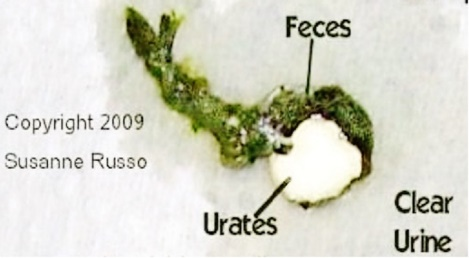 Feces
Copyright 2009
Susanne Russo
Urates
Clear
Urine